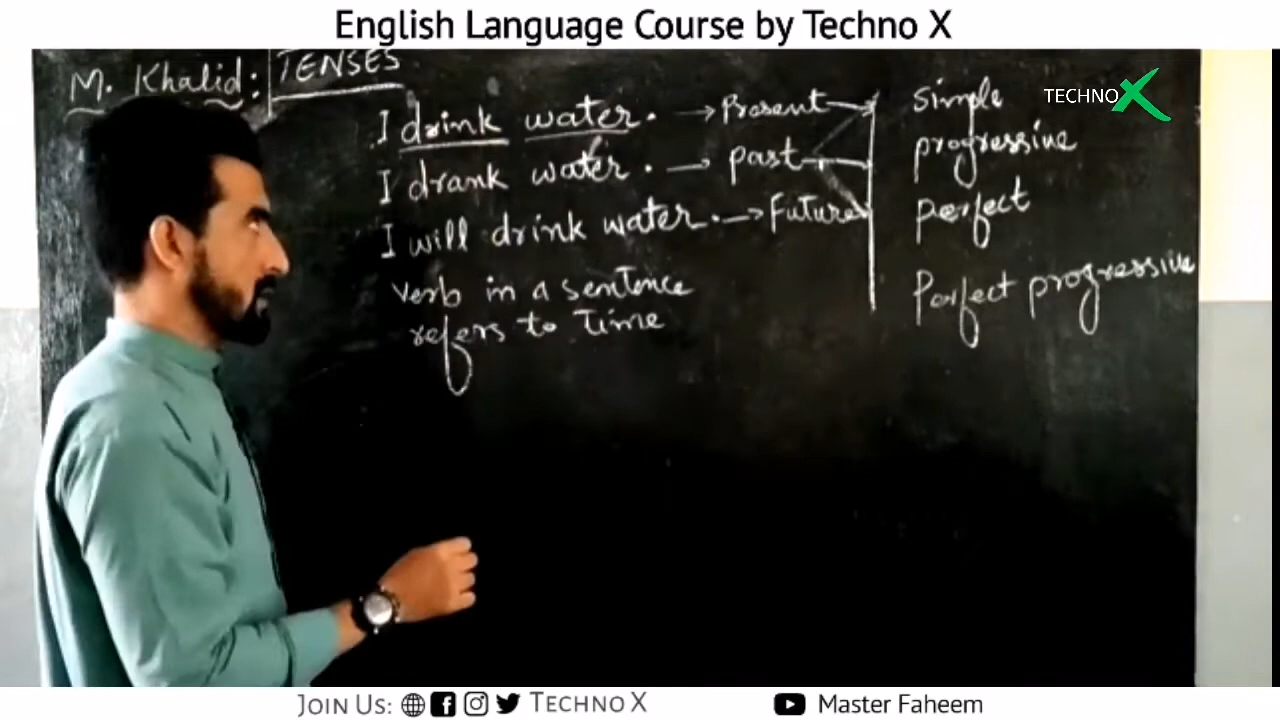 English Language Course by Techno X
M. Khalid: TENSES
TECHNOX
I drink water. → Present → Simple
I drank water. → Past progressive
I will drink water. → Future perfect
Verb in a sentence
refers to Time
Perfect progressive
JOIN US: TECHNO X Master Faheem